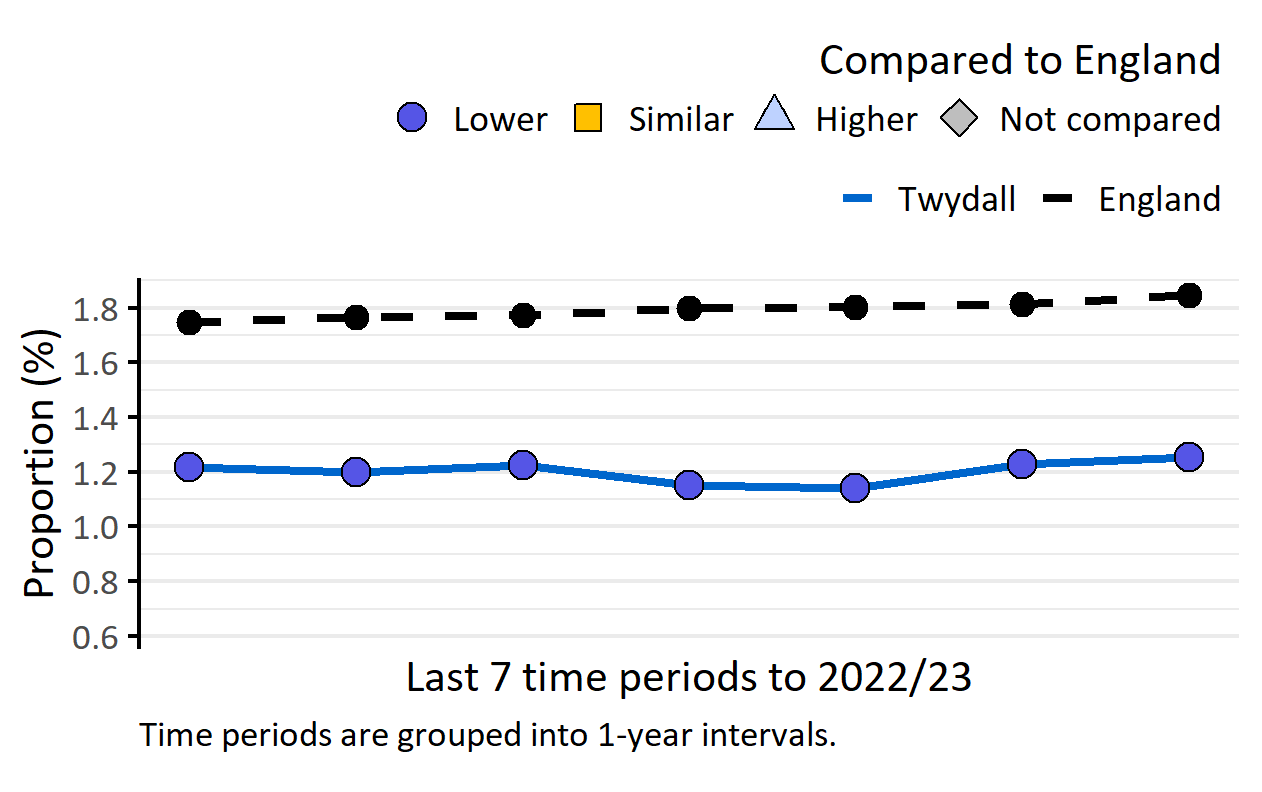 Compared to England
Lower Similar Higher Not compared
Twydall England
Proportion (%)
1.8
1.6
1.4
1.2
1.0
0.8
0.6
Last 7 time periods to 2022/23
Time periods are grouped into 1-year intervals.